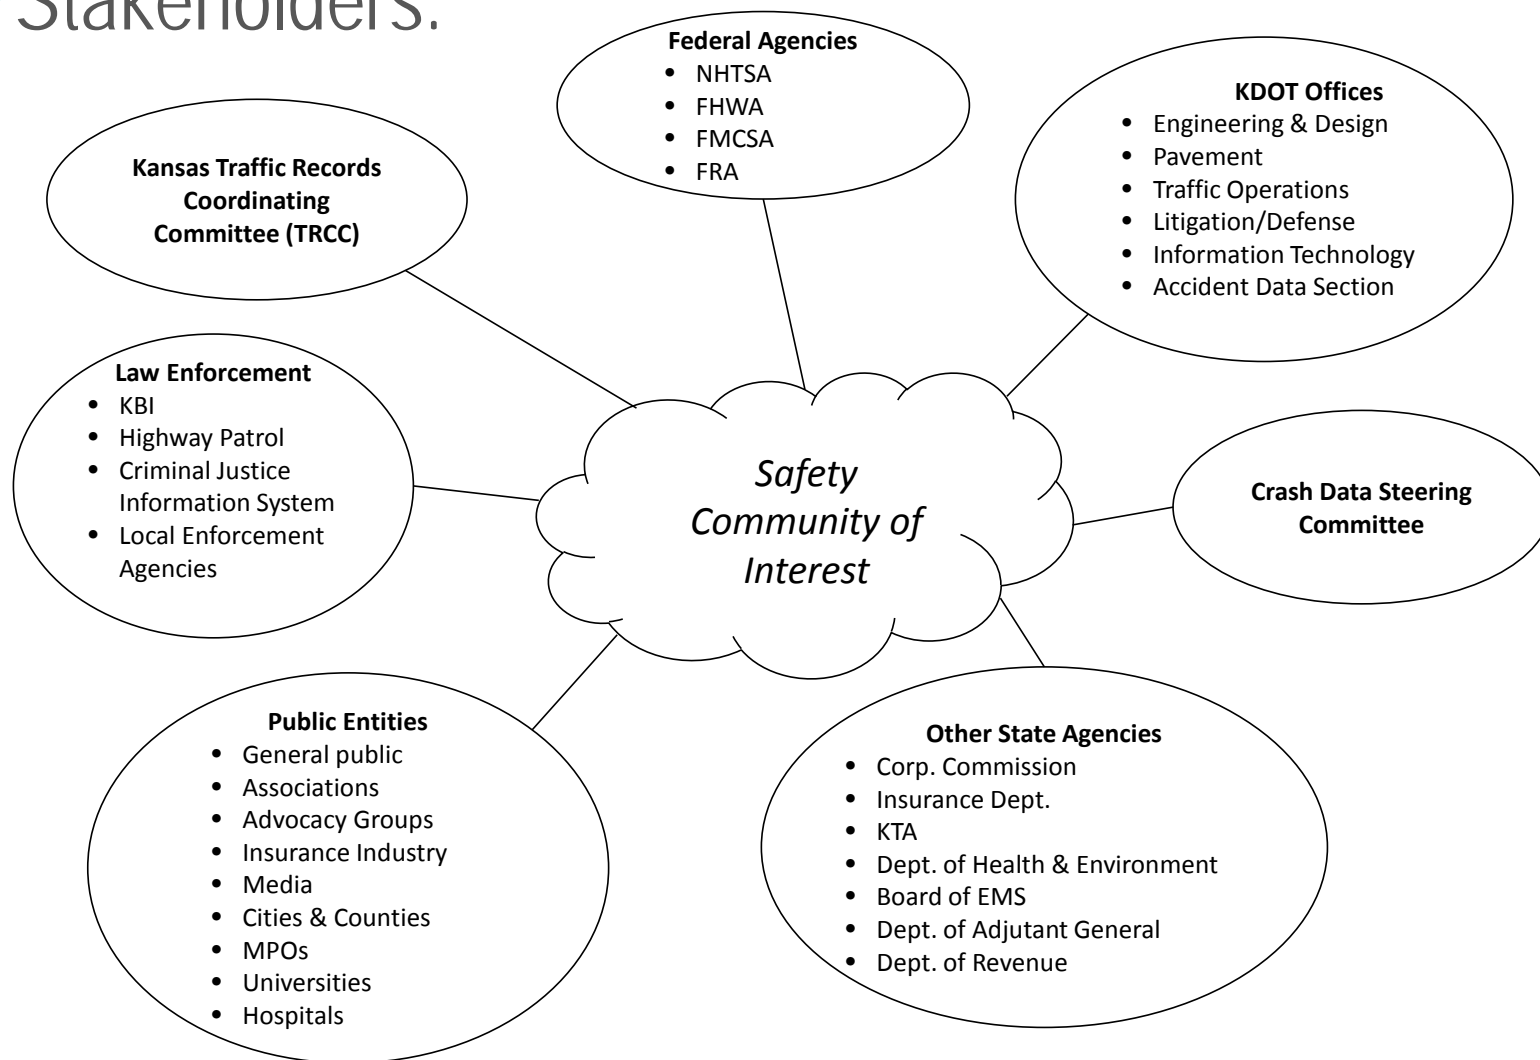 Stakeholders:
Federal Agencies
• NHTSA
• FHWA
• FMCSA
• FRA
KDOT Offices
• Engineering & Design
• Pavement
• Traffic Operations
• Litigation/Defense
• Information Technology
• Accident Data Section
Kansas Traffic Records
Coordinating
Committee (TRCC)
Law Enforcement
• KBI
• Highway Patrol
• Criminal Justice
Information System
• Local Enforcement
Agencies
Safety
Community of
Interest
Crash Data Steering
Committee
Public Entities
• General public
• Associations
• Advocacy Groups
• Insurance Industry
• Media
• Cities & Counties
• MPOs
• Universities
• Hospitals
Other State Agencies
• Corp. Commission
• Insurance Dept.
• KTA
• Dept. of Health & Environment
• Board of EMS
• Dept. of Adjutant General
• Dept. of Revenue